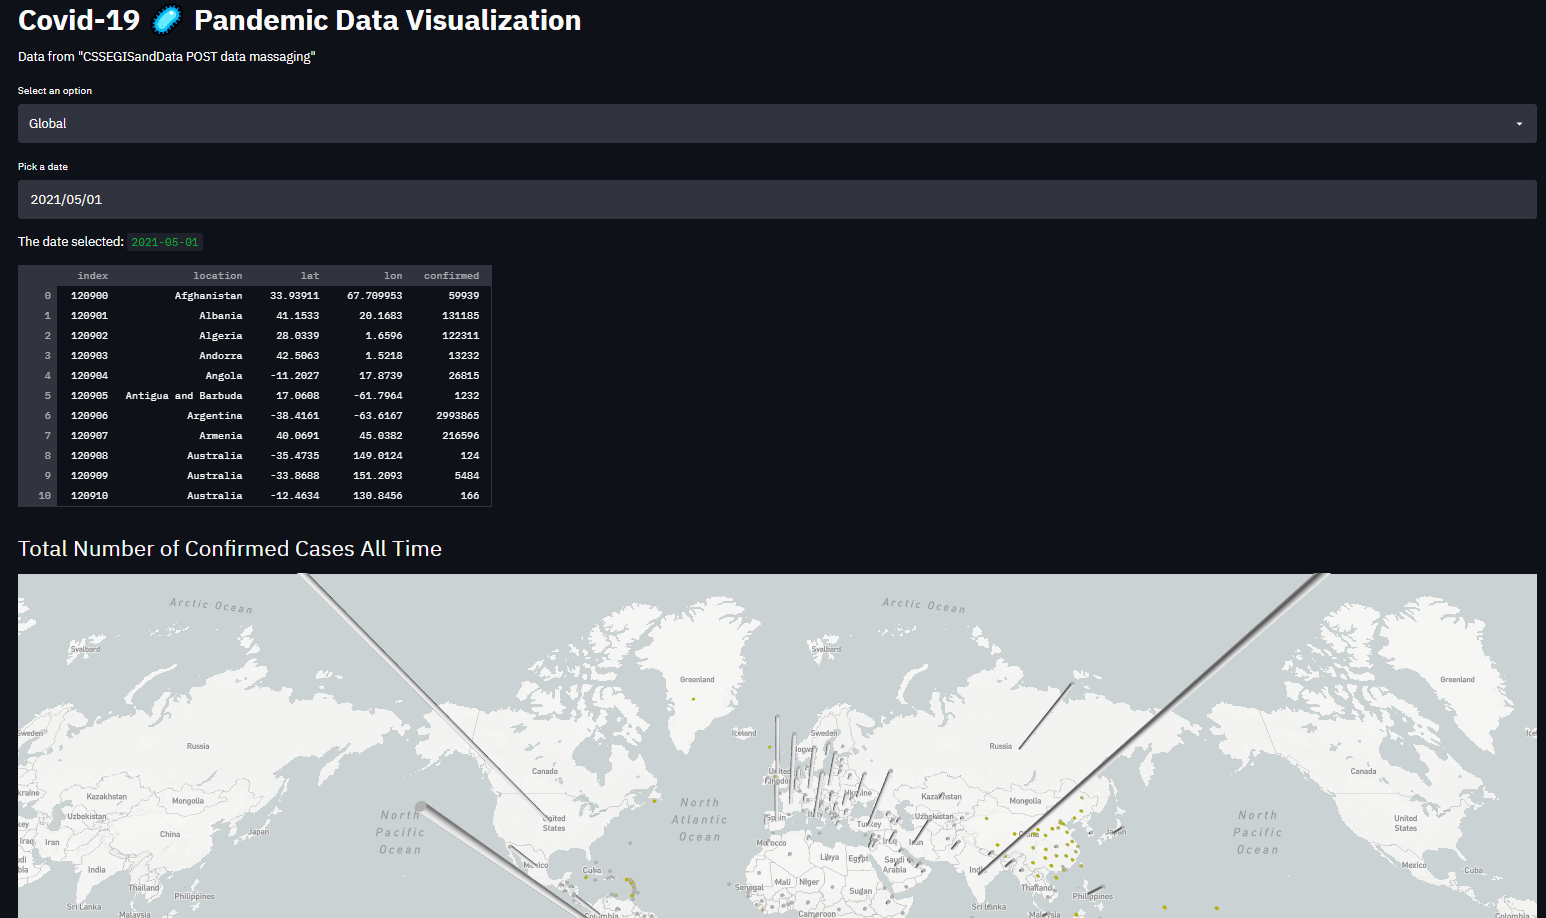 Covid-19 🦠 Pandemic Data Visualization
Data from "CSSEGISandData POST data massaging"
Select an option
Global
Pick a date
2021/05/01
The date selected: 2021-05-01
index location lat lon confirmed
0 120900 Afghanistan 33.93911 67.709953 59939
1 120901 Albania 41.1533 20.1683 131185
2 120902 Algeria 28.0339 1.6596 122311
3 120903 Andorra 42.5063 1.5218 13232
4 120904 Angola -11.2027 17.8739 26815
5 120905 Antigua and Barbuda 17.0608 -61.7964 1232
6 120906 Argentina -38.4161 -63.6167 2993865
7 120907 Armenia 40.0691 45.0382 216596
8 120908 Australia -35.4735 149.0124 124
9 120909 Australia -33.8688 151.2093 5484
10 120910 Australia -12.4634 130.8456 166
Total Number of Confirmed Cases All Time
Arctic Ocean Arctic Ocean
Svalbard Svalbard
Greenland Greenland
Sweden Iceland Sweden
Russia Russia
Canada United Canada
Kazakhstan Mongolia Kazakhstan Mongolia
Uzbekistan Uzbekistan
North
Pacific
Ocean
North
Atlantic
Ocean
North
Pacific
Ocean
United
States
United
States
China Japan Turkey
Iraq Iran Morocco Iran
India Mexico Cuba Libya Egypt Saudi
Arabia Mexico Cuba
Thailand Philippines Senegal Mali Niger Sudan Thailand Philippines
Sri Lanka Malaysia Colombia Cameroon Sri Lanka Colombia